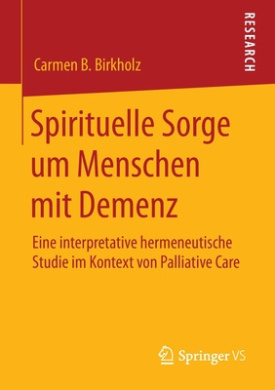 RESEARCH
Carmen B. Birkholz
Spirituelle Sorge
um Menschen
mit Demenz
Eine interpretative hermeneutische
Studie im Kontext von Palliative Care
Springer VS